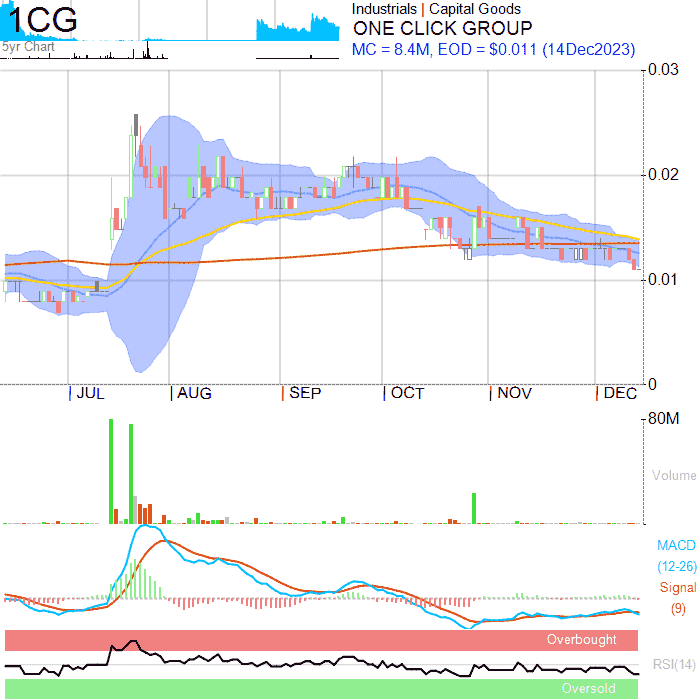 1CG
5yr Chart
Industrials | Capital Goods
ONE CLICK GROUP
MC = 8.4M, EOD = $0.011 (14Dec2023)
0.03
0.02
0.01
0
JUL AUG SEP OCT NOV DEC
80M
Volume
MACD
(12-26)
Signal
(9)
Overbought
RSI(14)
Oversold